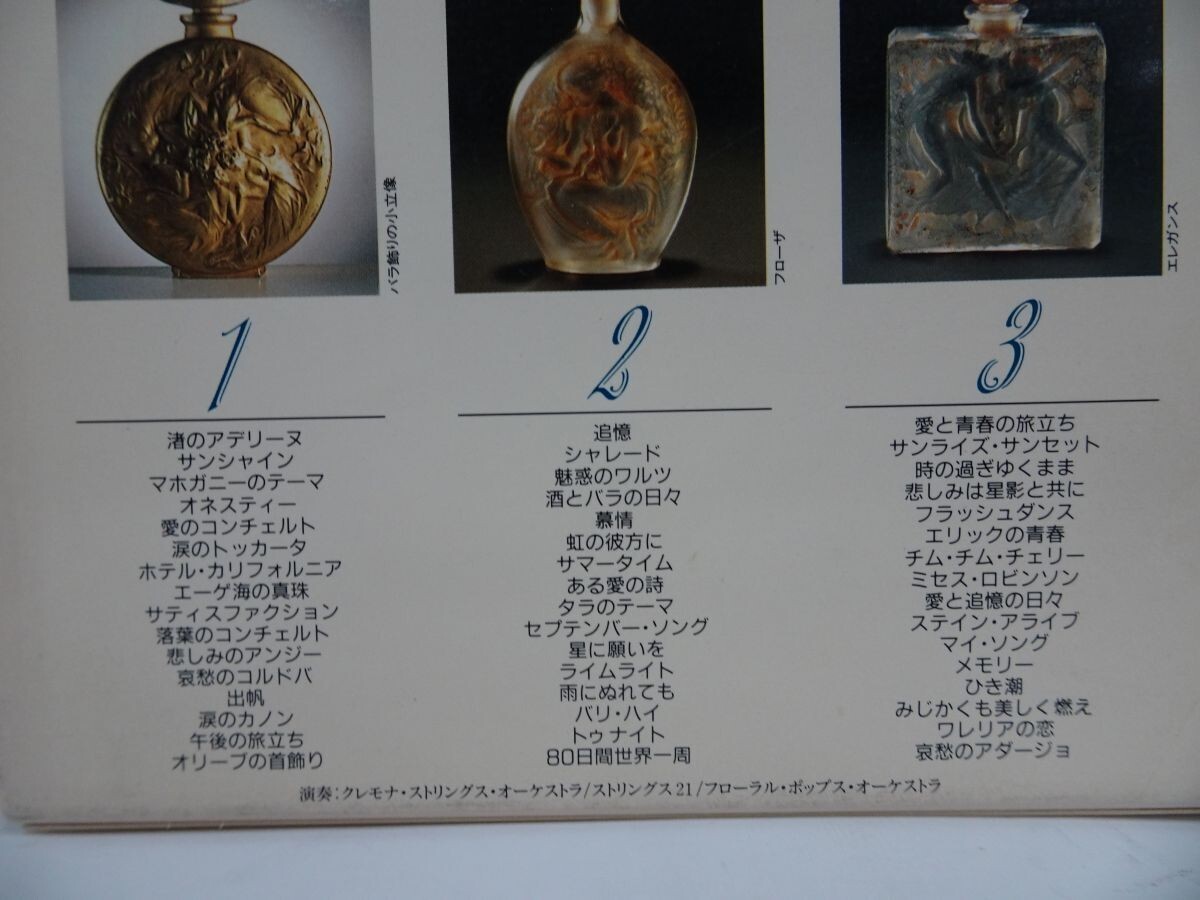 バラ飾りの小立像
フローザ
エレガンス
1
渚のアデリーヌ
サンシャイン
マホガニーのテーマ
オネスティー
愛のコンチェルト
涙のトッカータ
ホテル・カリフォルニア
エーゲ海の真珠
サティスファクション
落葉のコンチェルト
悲しみのアンジー
哀愁のコルドバ
出帆
涙のカノン
午後の旅立ち
オリーブの首飾り
2
追憶
シャレード
魅惑のワルツ
酒とバラの日々
慕情
虹の彼方に
サマータイム
ある愛の詩
タラのテーマ
セプテンバー・ソング
星に願いを
ライムライト
雨にぬれても
バリ・ハイ
トゥナイト
80日間世界一周
3
愛と青春の旅立ち
サンライズ・サンセット
時の過ぎゆくまま
悲しみは星影と共に
フラッシュダンス
エリックの青春
チム・チム・チェリー
ミセス・ロビンソン
愛と追憶の日々
ステイン・アライブ
マイ・ソング
メモリー
ひき潮
みじかくも美しく燃え
ワレリアの恋
哀愁のアダージョ
演奏：クレモナ・ストリングス・オーケストラ/ストリングス21/フローラル・ポップス・オーケストラ